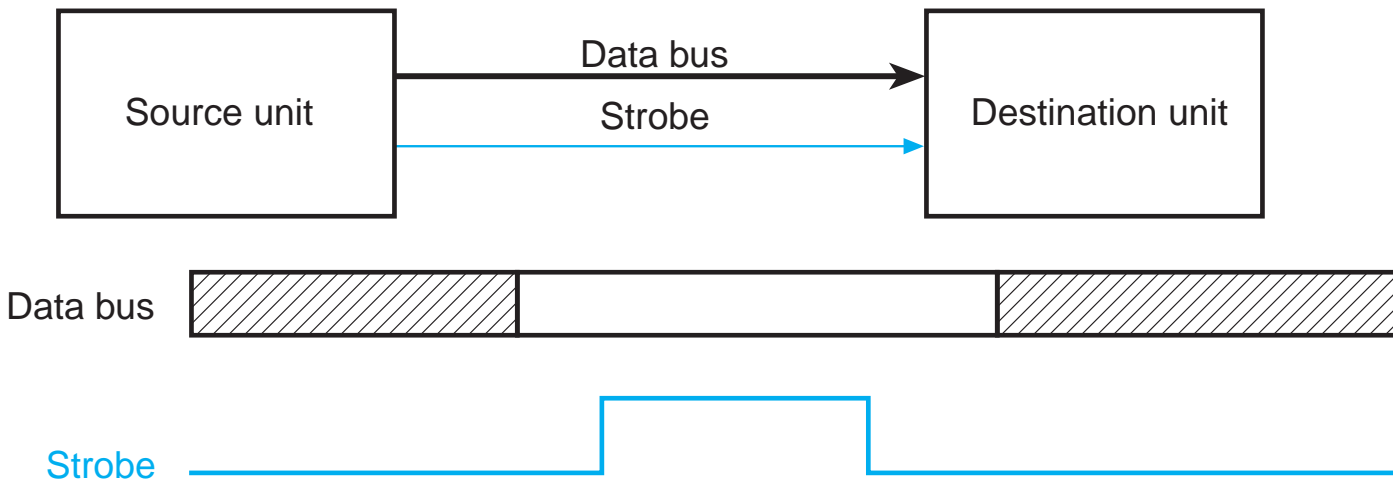 Data bus
Source unit
Strobe
Destination unit
Data bus
Strobe